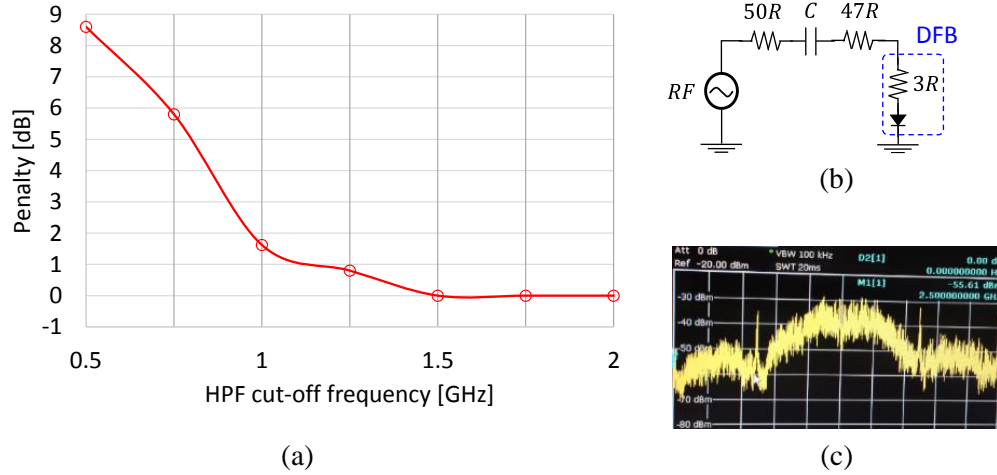 9
8
7
6
5
4
3
2
1
0
-1
Penalty [dB]
0.5 1 1.5 2
HPF cut-off frequency [GHz]
(a)
50R C 47R
DFB
3R
RF
(b)
Att 0 dB VBW 100 kHz D2[1] 0.00 d
Ref -20.00 dBm SWT 20ms 0.000000000 H
M1[1] -55.61 dBm
2.500000000 GH
-30 dBm
-40 dBm
-50 dBm
-70 dBm
-80 dBm
(c)